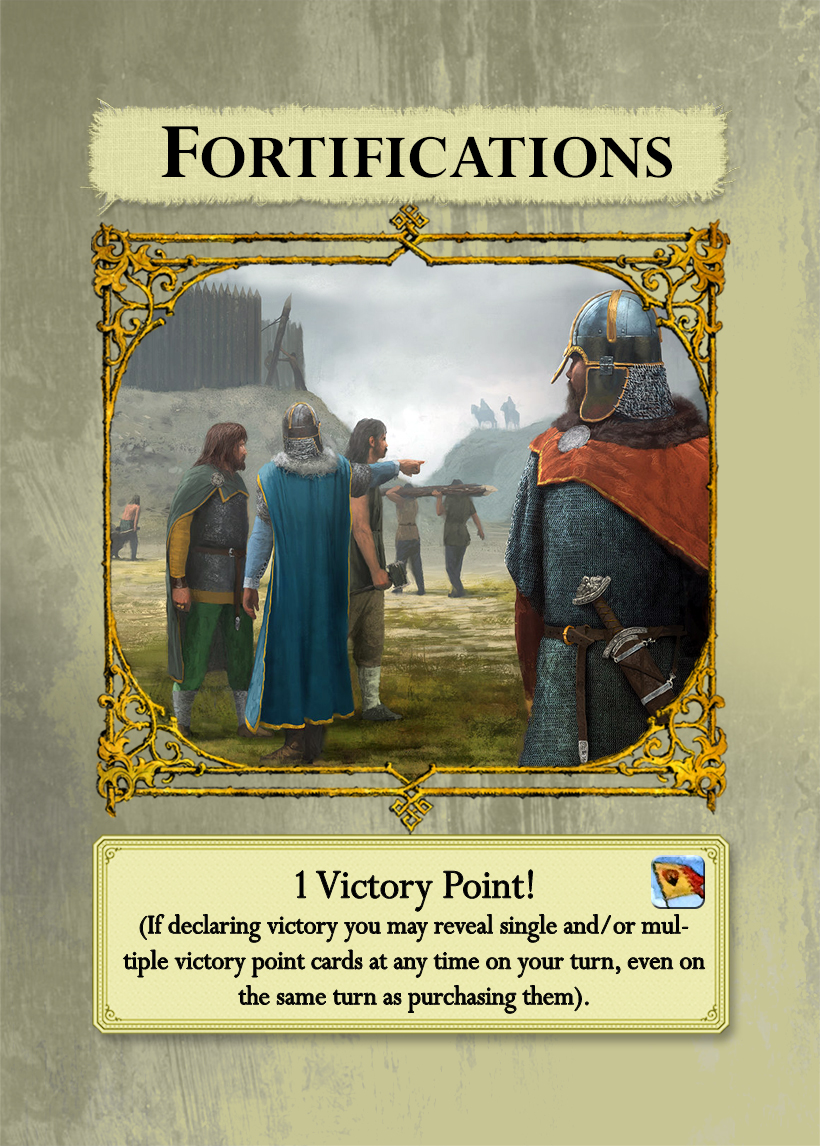 Fortifications
1 Victory Point!
(If declaring victory you may reveal single and/or mul-
tiple victory point cards at any time on your turn, even on
the same turn as purchasing them).